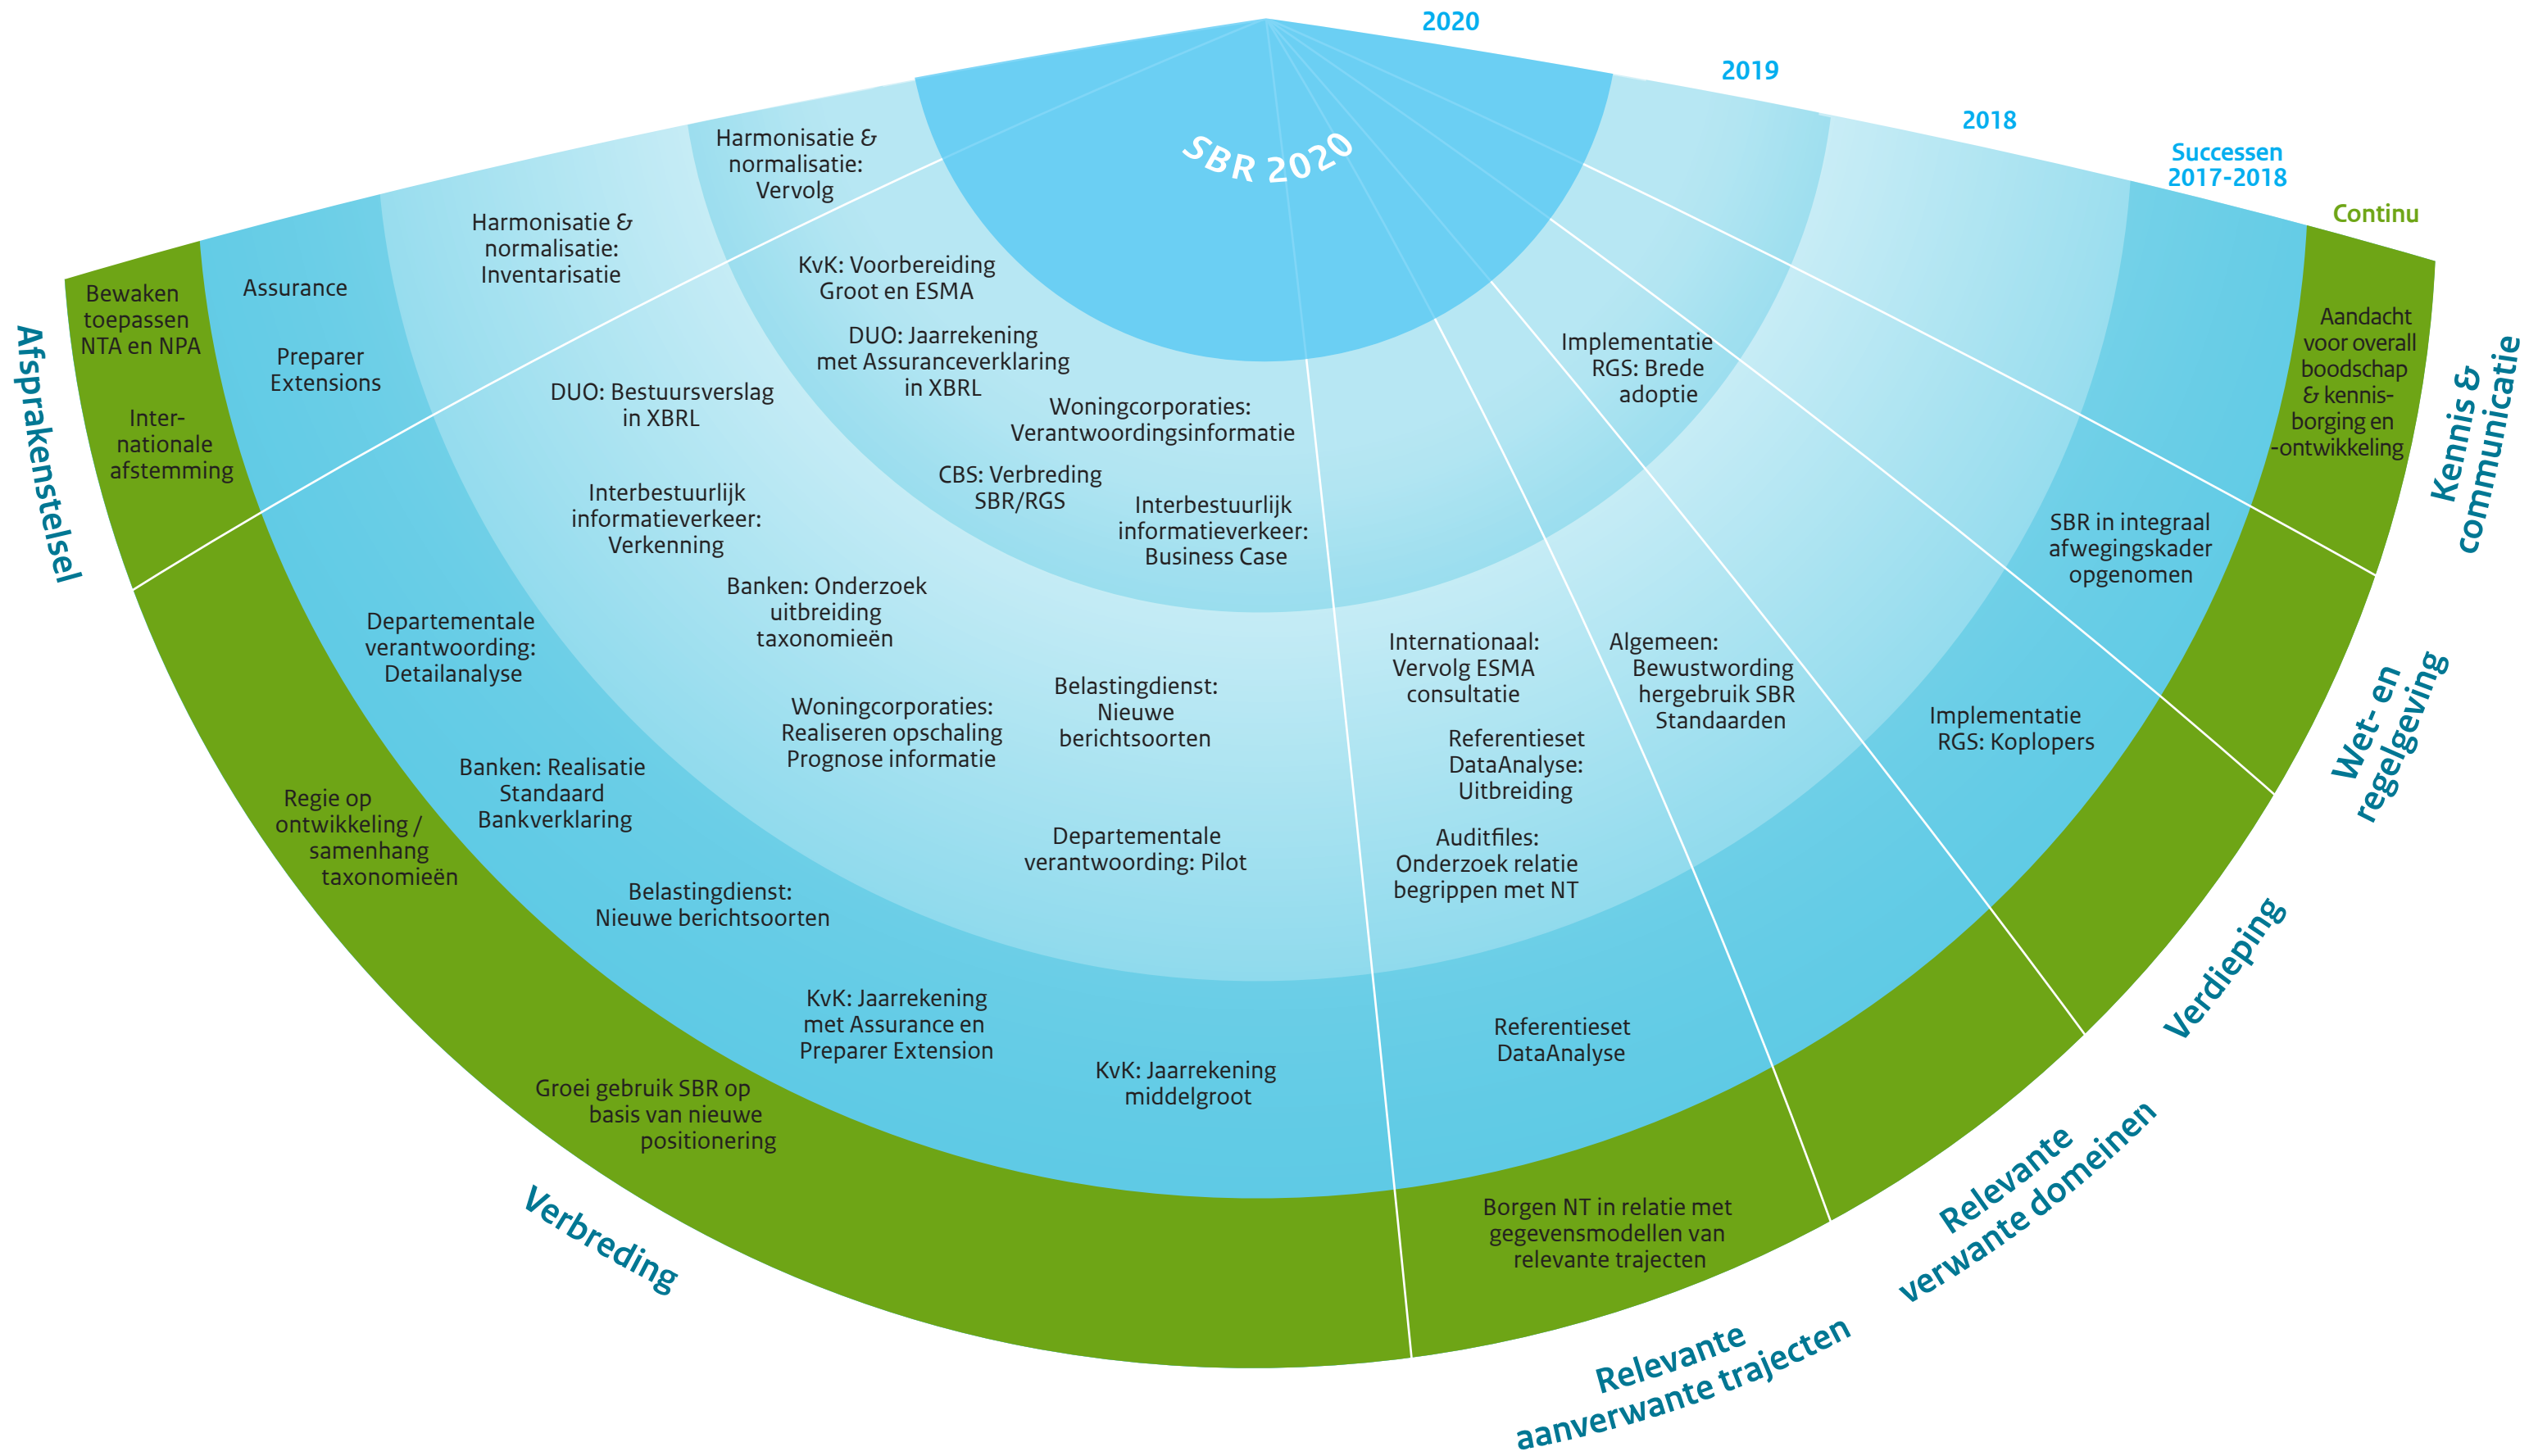 2020
2019
2018
Successen
2017-2018
Continu
SBR 2020
Harmonisatie &
normalisatie:
Vervolg
Harmonisatie &
normalisatie:
Inventarisatie
Assurance
Preparer
Extensions
Bewaken
toepassen
NTA en NPA
Inter-
nationale
afstemming
Afsprakenstelsel
KvK: Voorbereiding
Groot en ESMA
DUO: Jaarrekening
met Assuranceverklaring
in XBRL
Woningcorporaties:
Verantwoordingsinformatie
CBS: Verbreding
SBR/RGS
Interbestuurlijk
informatieverkeer:
Business Case
DUO: Bestuursverslag
in XBRL
Interbestuurlijk
informatieverkeer:
Verkenning
Banken: Onderzoek
uitbreiding
taxonomieën
Woningcorporaties:
Realiseren opschaling
Prognose informatie
Belastingdienst:
Nieuwe
berichtsoorten
Departementale
verantwoording: Pilot
Departementale
verantwoording:
Detailanalyse
Banken: Realisatie
Standaard
Bankverklaring
Belastingdienst:
Nieuwe berichtsoorten
KvK: Jaarrekening
met Assurance en
Preparer Extension
KvK: Jaarrekening
middelgroot
Regie op
ontwikkeling /
samenhang
taxonomieën
Groei gebruik SBR op
basis van nieuwe
positionering
Verbreding
Internationaal:
Vervolg ESMA
consultatie
Referentieset
DataAnalyse:
Uitbreiding
Auditfiles:
Onderzoek relatie
begrippen met NT
Referentieset
DataAnalyse
Borgen NT in relatie met
gegevensmodellen van
relevante trajecten
Relevante
aanverwante trajecten
Algemeen:
Bewustwording
hergebruik SBR
Standaarden
Relevante
verwante domeinen
Implementatie
RGS: Brede
adoptie
Implementatie
RGS: Koplopers
Verdieping
SBR in integraal
afwegingskader
opgenomen
Wet- en
regelgeving
Aandacht
voor overall
boodschap
& kennis-
borging en
-ontwikkeling
Kennis &
communicatie